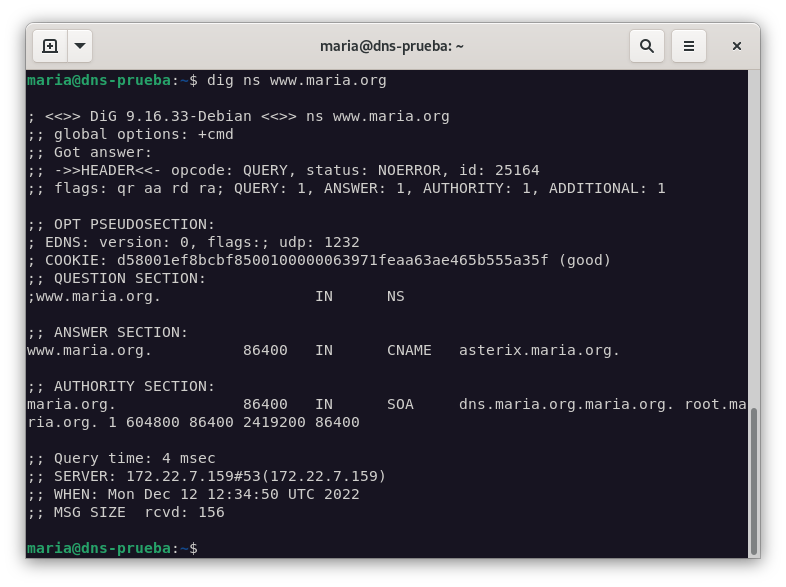 maria@dns-prueba: ~
maria@dns-prueba:~$ dig ns www.maria.org
; <<>> DiG 9.16.33-Debian <<>> ns www.maria.org
;; global options: +cmd
;; Got answer:
;; ->>HEADER<<- opcode: QUERY, status: NOERROR, id: 25164
;; flags: qr aa rd ra; QUERY: 1, ANSWER: 1, AUTHORITY: 1, ADDITIONAL: 1
;; OPT PSEUDOSECTION:
; EDNS: version: 0, flags:; udp: 1232
; COOKIE: d58001ef8bcbf8500100000063971feaa63ae465b555a35f (good)
;; QUESTION SECTION:
;www.maria.org. IN NS
;; ANSWER SECTION:
www.maria.org. 86400 IN CNAME asterix.maria.org.
;; AUTHORITY SECTION:
maria.org. 86400 IN SOA dns.maria.org.maria.org. root.ma
ria.org. 1 604800 86400 2419200 86400
;; Query time: 4 msec
;; SERVER: 172.22.7.159#53(172.22.7.159)
;; WHEN: Mon Dec 12 12:34:50 UTC 2022
;; MSG SIZE  rcvd: 156
maria@dns-prueba:~$